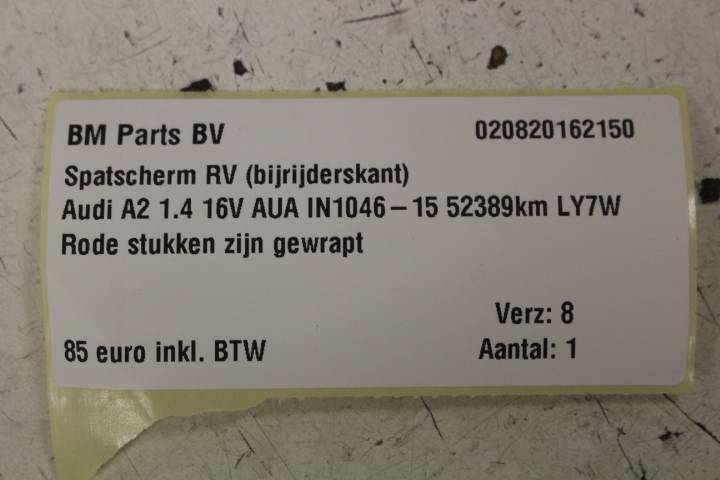 BM Parts BV 020820162150
Spatscherm RV (bijrijderskant)
Audi A2 1.4 16V AUA IN1046 – 15 52389km LY7W
Rode stukken zijn gewrapt
Verz: 8
85 euro inkl. BTW Aantal: 1